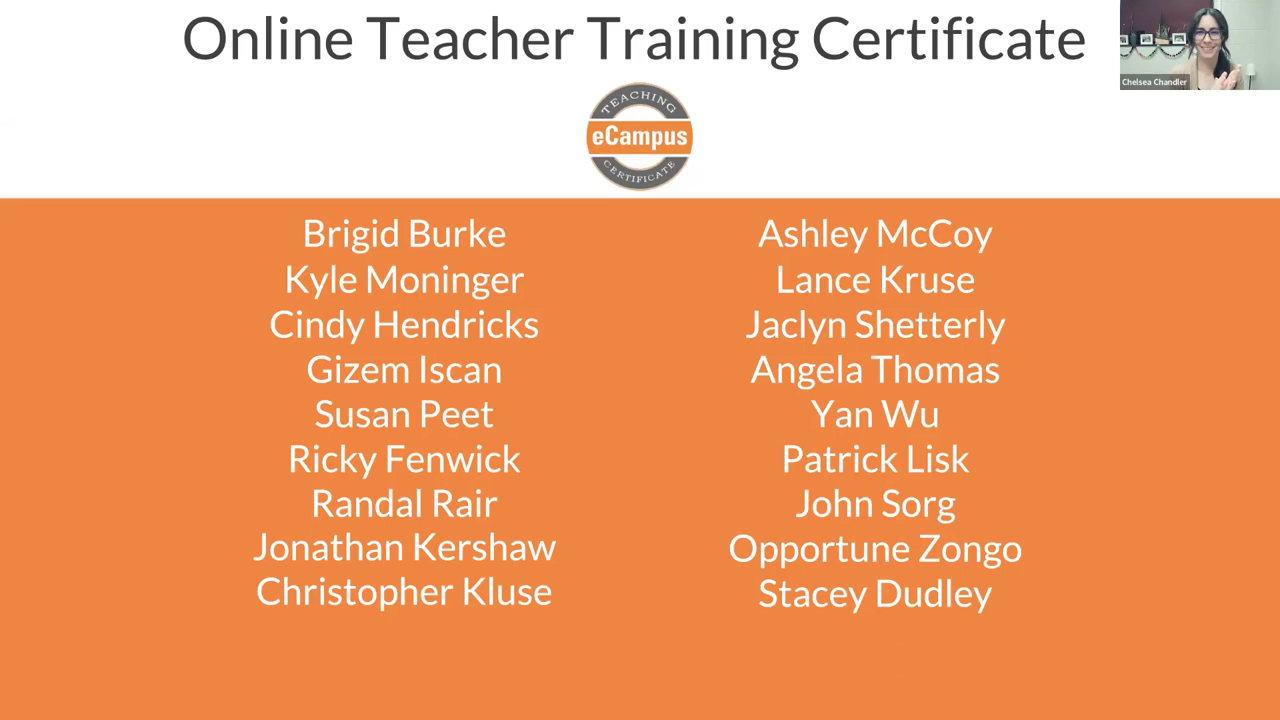 Online Teacher Training Certificate
Chelsea Chandler
TEACHING
eCampus
CERTIFICATE
Brigid Burke
Kyle Moninger
Cindy Hendricks
Gizem Iscan
Susan Peet
Ricky Fenwick
Randal Rair
Jonathan Kershaw
Christopher Kluse
Ashley McCoy
Lance Kruse
Jaclyn Shetterly
Angela Thomas
Yan Wu
Patrick Lisk
John Sorg
Opportune Zongo
Stacey Dudley